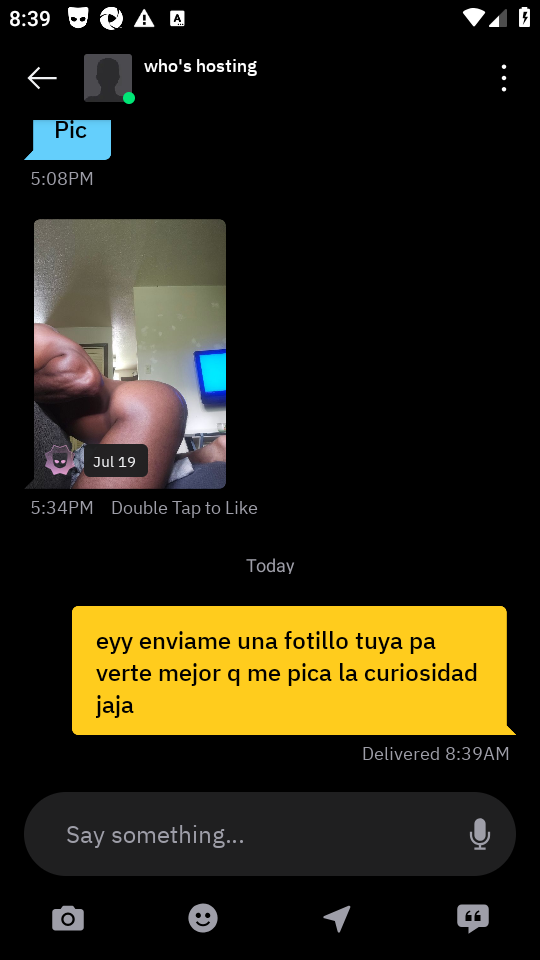 8:39
who's hosting
Pic
5:08PM
Jul 19
5:34PM Double Tap to Like
Today
eyy enviame una fotillo tuya pa
verte mejor q me pica la curiosidad
jaja
Delivered 8:39AM
Say something...